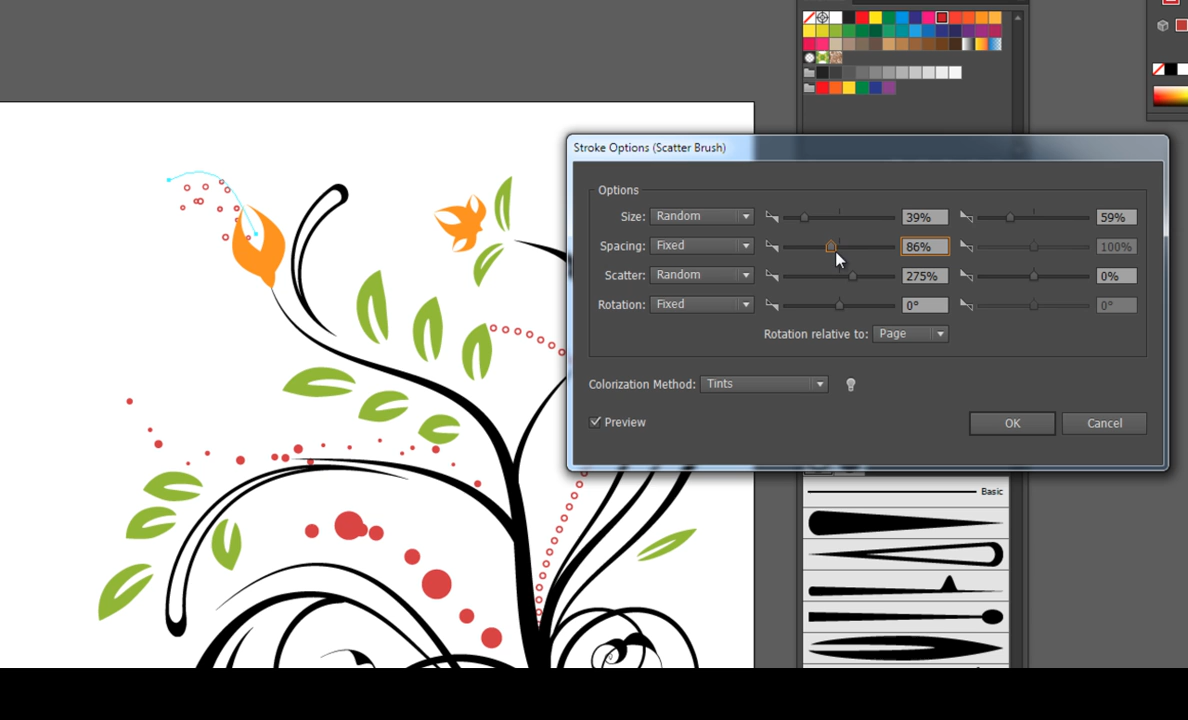 Stroke Options (Scatter Brush)
Options
Size: Random 39% 59%
Spacing: Fixed 86% 100%
Scatter: Random 275% 0%
Rotation: Fixed 0° 0°
Rotation relative to: Page
Colorization Method: Tints
Preview OK Cancel
Basic